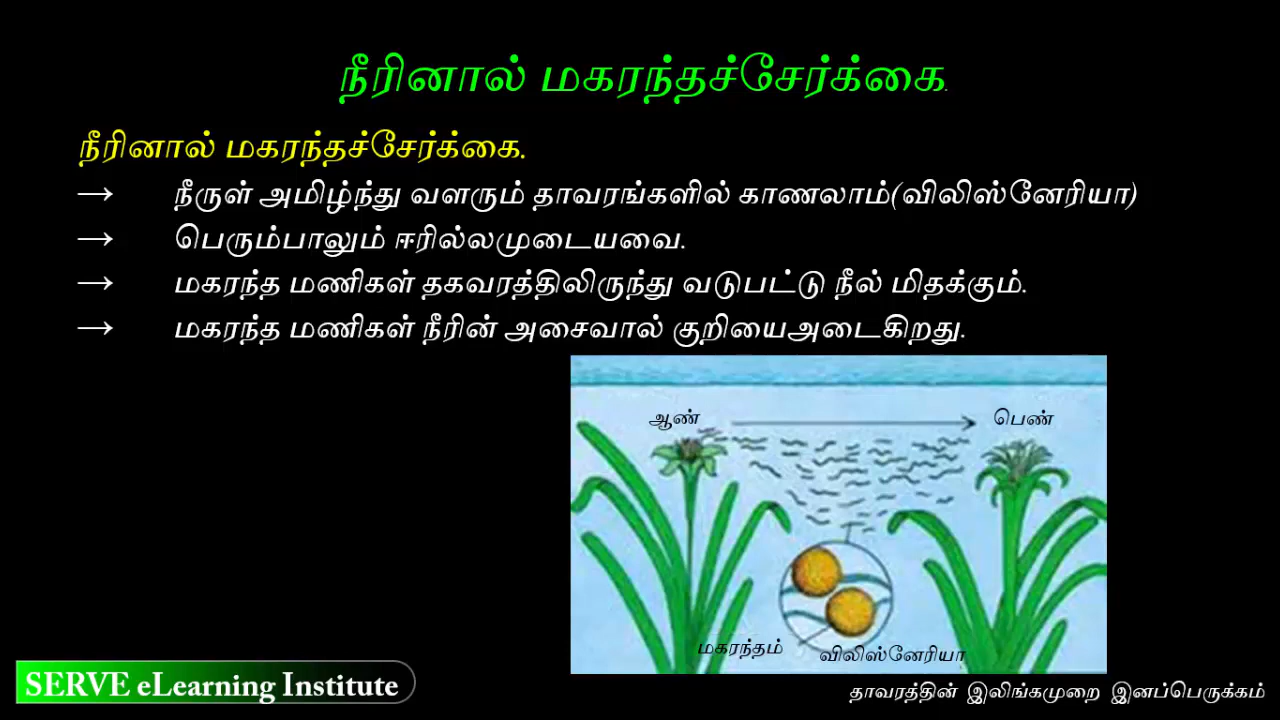 நீரினால் மகரந்தச்சேர்க்கை.
நீரினால் மகரந்தச்சேர்க்கை.
→ நீருள் அமிழ்ந்து வளரும் தாவரங்களில் காணலாம்(விலிஸ்னேரியா)
→ பெரும்பாலும் ஈரில்லமுடையவை.
→ மகரந்த மணிகள் தகவரத்திலிருந்து வடுபட்டு நீல் மிதக்கும்.
→ மகரந்த மணிகள் நீரின் அசைவால் குறியைஅடைகிறது.
ஆண் பெண்
மகரந்தம் விலிஸ்னேரியா
SERVE eLearning Institute
தாவரத்தின் இலிங்கமுறை இனப்பெருக்கம்